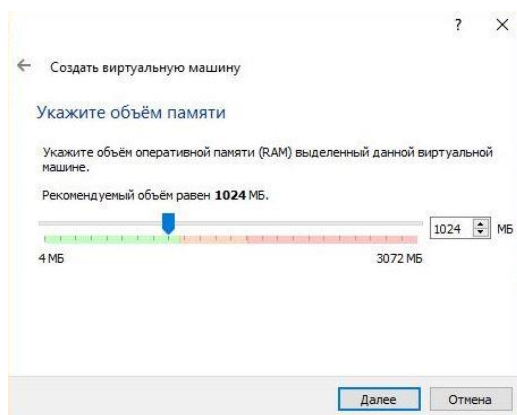 ?
Создать виртуальную машину
Укажите объём памяти
Укажите объём оперативной памяти (RAM) выделенный данной виртуальной
машине.
Рекомендуемый объём равен 1024 МБ.
1024 МБ
4 МБ 3072 МБ
Далее Отмена